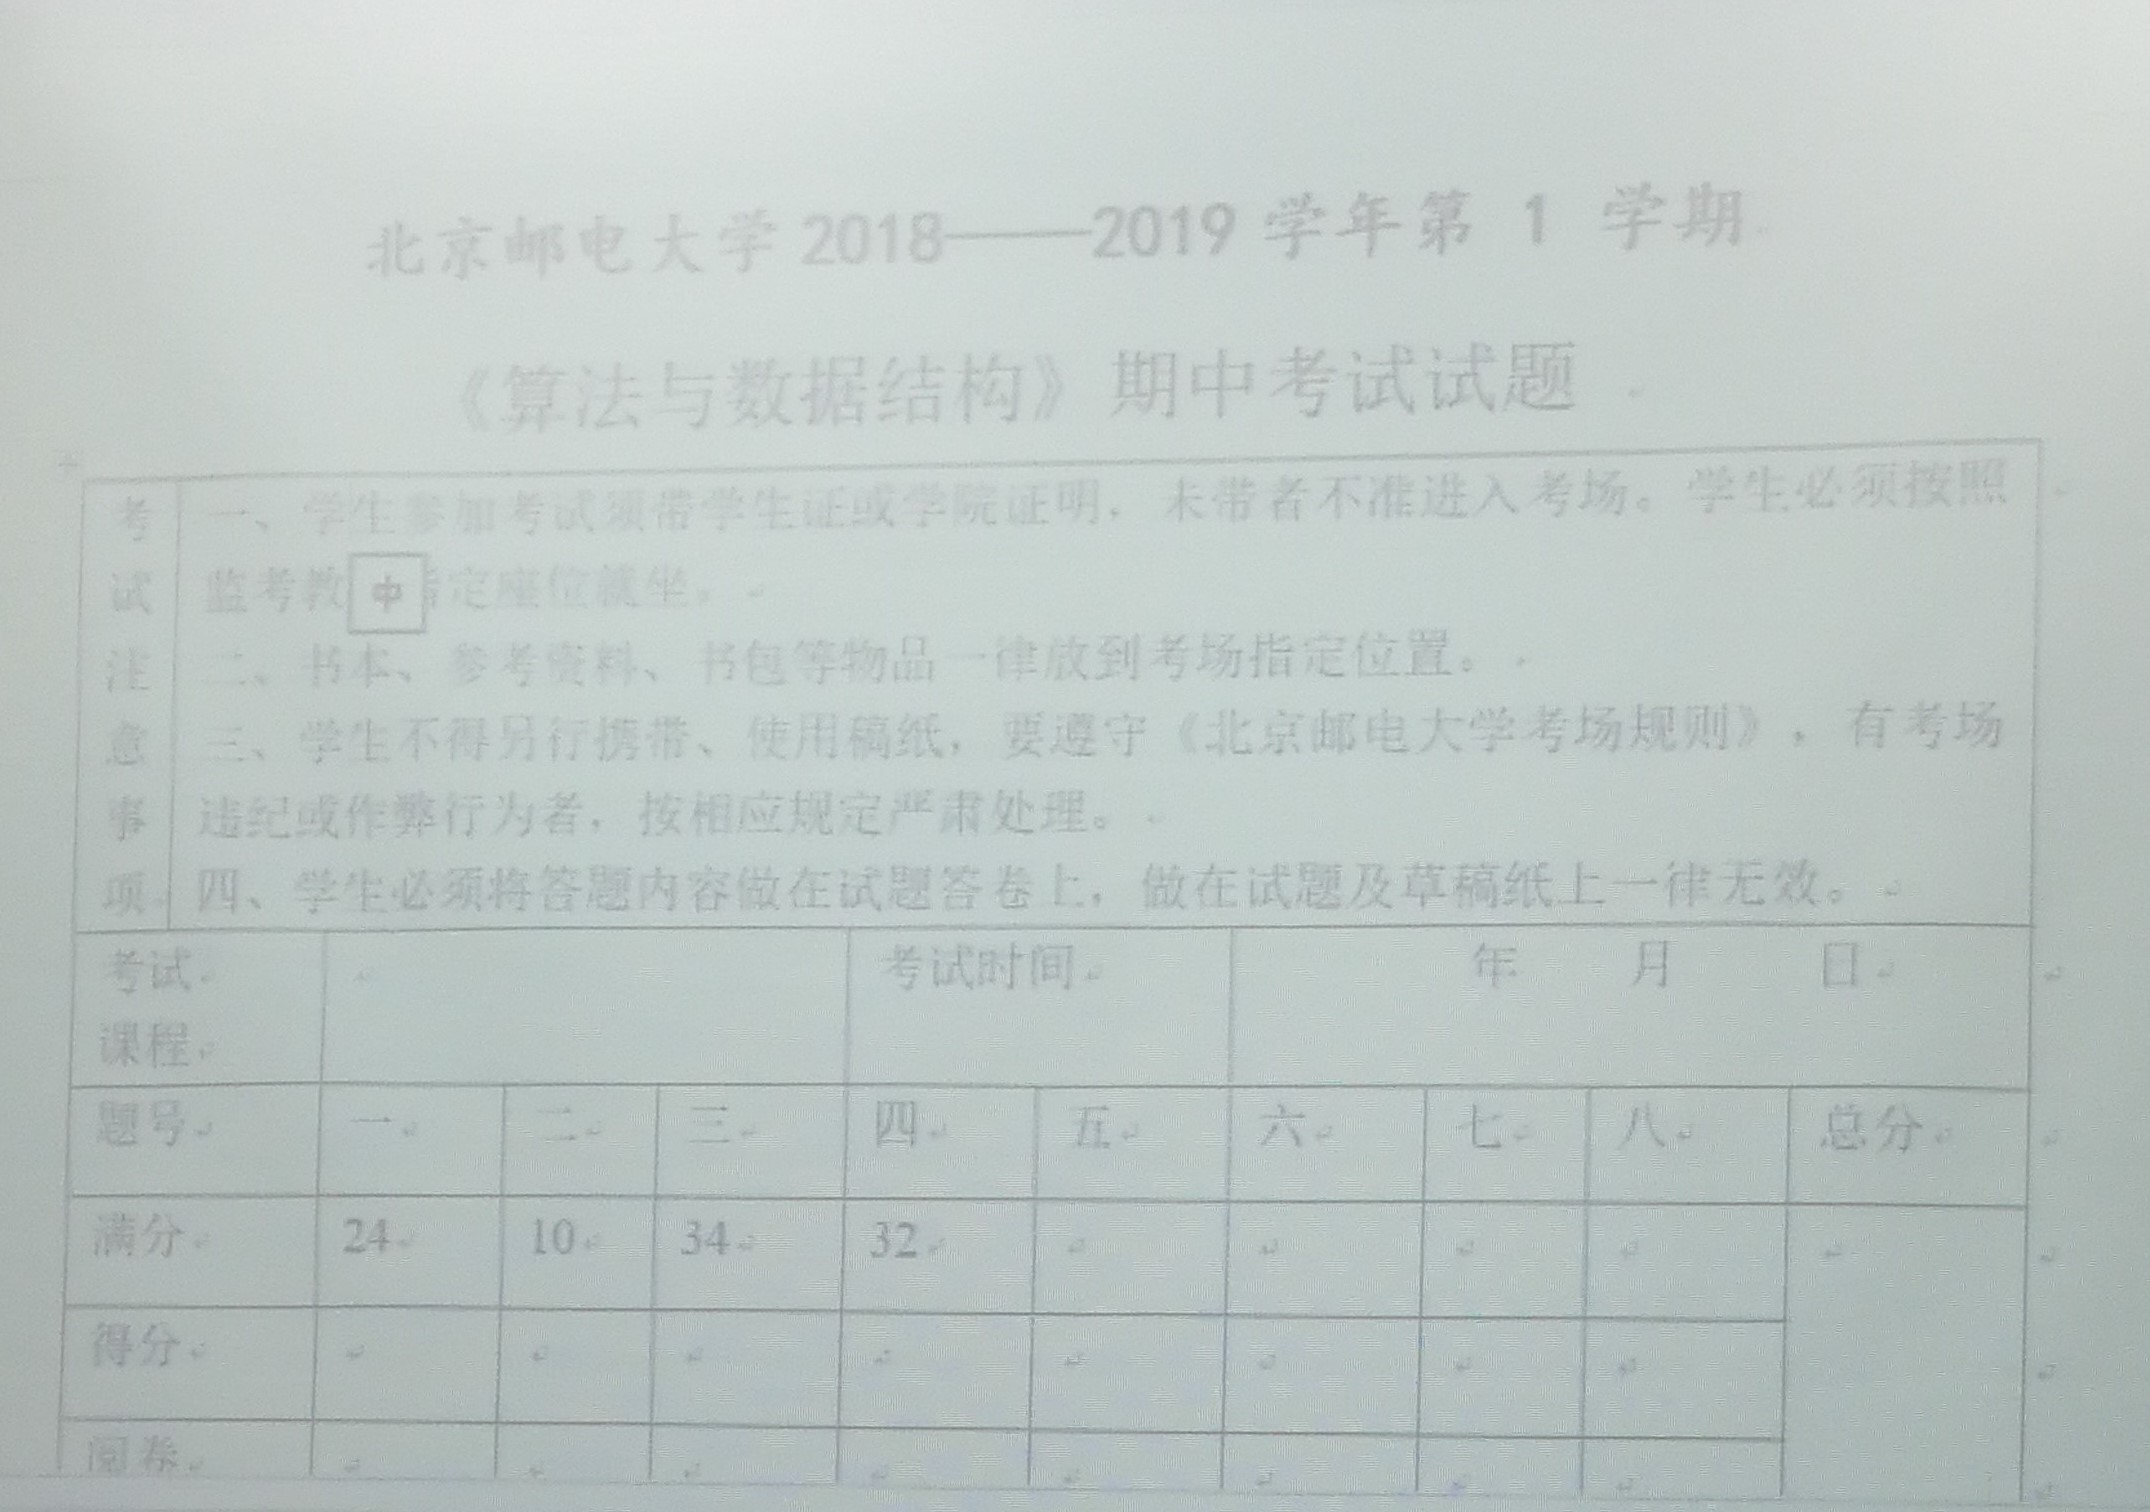 北京邮电大学 2018——2019 学年第 1 学期
《算法与数据结构》期中考试试题
考试注意事项
一、学生参加考试须带学生证或学院证明，未带者不准进入考场。学生必须按照
监考教 中 指定座位就坐。
二、书本、参考资料、书包等物品一律放到考场指定位置。
三、学生不得另行携带、使用稿纸，要遵守《北京邮电大学考场规则》，有考场
违纪或作弊行为者，按相应规定严肃处理。
四、学生必须将答题内容做在试题答卷上，做在试题及草稿纸上一律无效。
考试课程 考试时间 年 月 日
题号 一 二 三 四 五 六 七 八 总分
满分 24 10 34 32
得分
阅卷